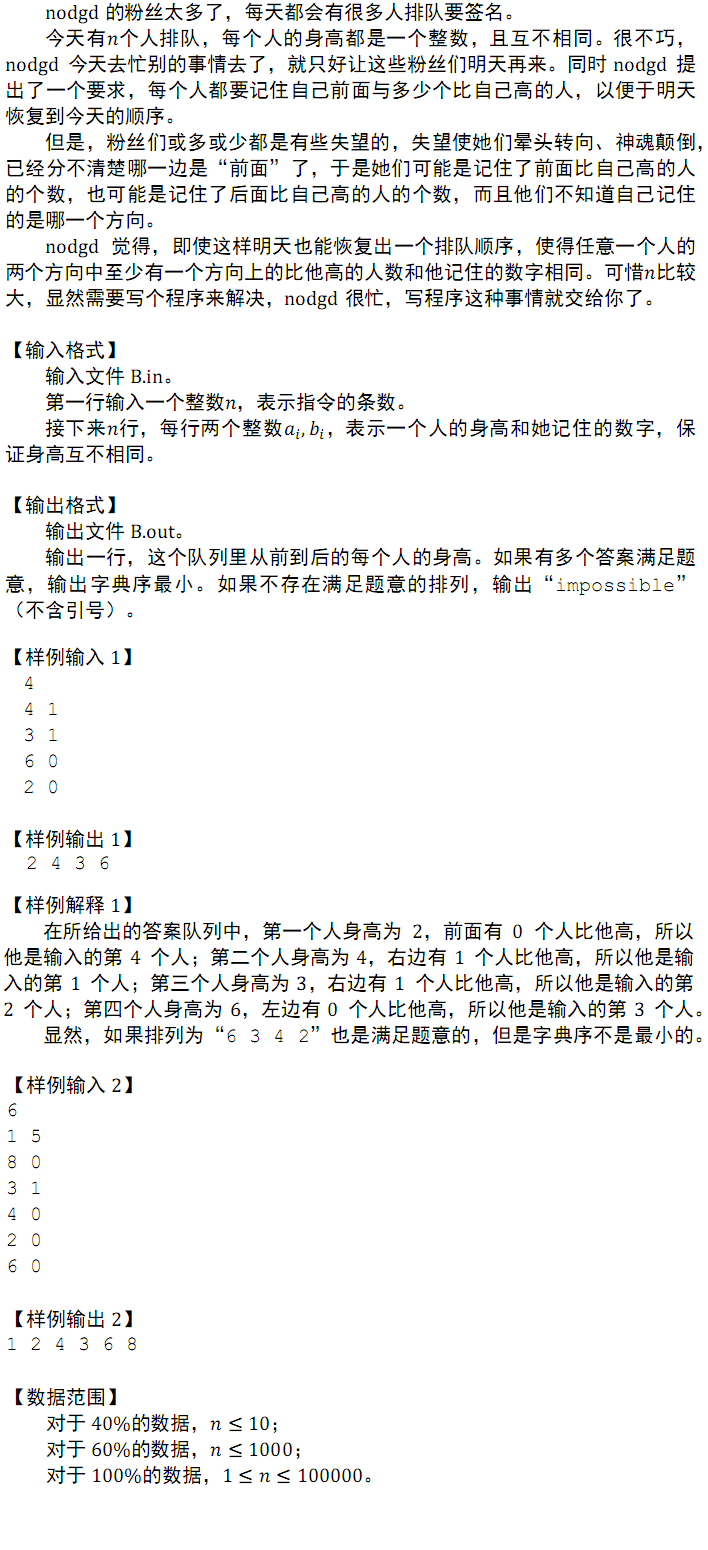 nodgd 的粉丝太多了，每天都会有很多人排队要签名。
今天有n个人排队，每个人的身高都是一个整数，且互不相同。很不巧，
nodgd 今天去忙别的事情去了，就只好让这些粉丝们明天再来。同时 nodgd 提
出了一个要求，每个人都要记住自己前面与多少个比自己高的人，以便于明天
恢复到今天的顺序。
但是，粉丝们或多或少都是有些失望的，失望使她们晕头转向、神魂颠倒，
已经分不清楚哪一边是“前面”了，于是她们可能是记住了前面比自己高的人
的个数，也可能是记住了后面比自己高的人的个数，而且他们不知道自己记住
的是哪一个方向。
nodgd 觉得，即使这样明天也能恢复出一个排队顺序，使得任意一个人的
两个方向中至少有一个方向上的比他高的人数和他记住的数字相同。可惜n比较
大，显然需要写个程序来解决，nodgd 很忙，写程序这种事情就交给你了。
【输入格式】
输入文件 B.in。
第一行输入一个整数n，表示指令的条数。
接下来n行，每行两个整数aᵢ, bᵢ，表示一个人的身高和她记住的数字，保
证身高互不相同。
【输出格式】
输出文件 B.out。
输出一行，这个队列里从前到后的每个人的身高。如果有多个答案满足题
意，输出字典序最小。如果不存在满足题意的排列，输出“impossible”
（不含引号）。
【样例输入 1】
4
4 1
3 1
6 0
2 0
【样例输出 1】
2 4 3 6
【样例解释 1】
在所给出的答案队列中，第一个人身高为 2，前面有 0 个人比他高，所以
他是输入的第 4 个人；第二个人身高为 4，右边有 1 个人比他高，所以他是输
入的第 1 个人；第三个人身高为 3，右边有 1 个人比他高，所以他是输入的第
2 个人；第四个人身高为 6，左边有 0 个人比他高，所以他是输入的第 3 个人。
显然，如果排列为“6 3 4 2”也是满足题意的，但是字典序不是最小的。
【样例输入 2】
6
1 5
8 0
3 1
4 0
2 0
6 0
【样例输出 2】
1 2 4 3 6 8
【数据范围】
对于 40%的数据，n ≤ 10；
对于 60%的数据，n ≤ 1000；
对于 100%的数据，1 ≤ n ≤ 100000。